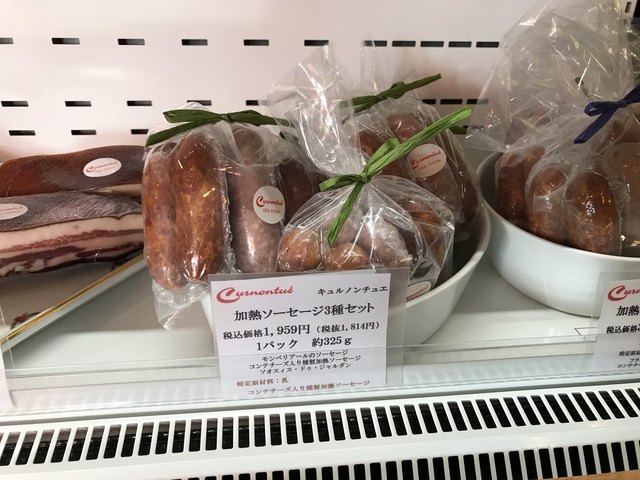 Curnontué キュルノンチュエ
加熱ソーセージ3種セット
税込価格1,959円 (税抜1,814円)
1パック 約325g
モンベリアールのソーセージ
コンテチーズ入り燻製加熱ソーセージ
ソオスィス・ドゥ・ジャルダン
特定原材料:乳
コンテチーズ入り燻製加熱ソーセージ
Curnontué
Curnontué
Curnontué